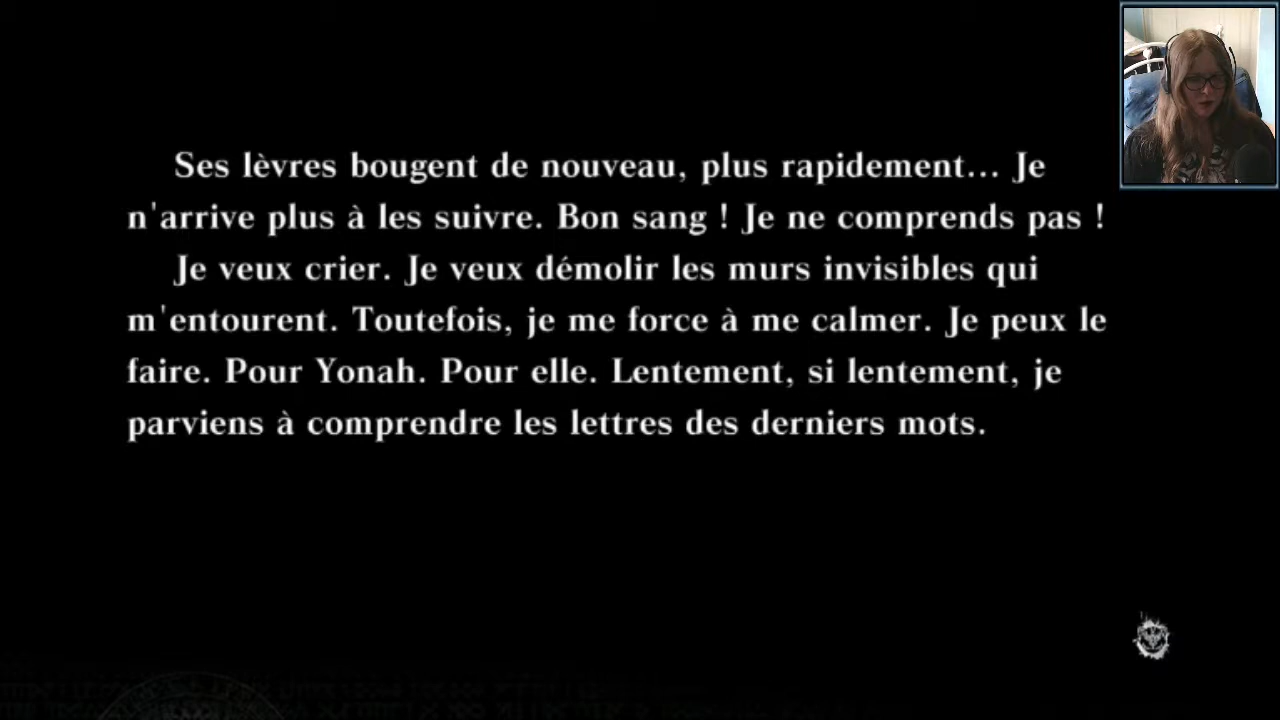 Ses lèvres bougent de nouveau, plus rapidement... Je
n'arrive plus à les suivre. Bon sang ! Je ne comprends pas !
Je veux crier. Je veux démolir les murs invisibles qui
m'entourent. Toutefois, je me force à me calmer. Je peux le
faire. Pour Yonah. Pour elle. Lentement, si lentement, je
parviens à comprendre les lettres des derniers mots.